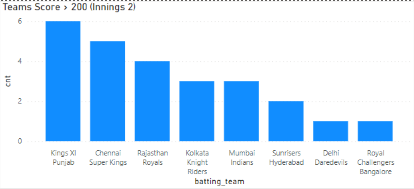 Teams Score > 200 (Innings 2)
6
4
2
0
cnt
Kings XI
Punjab
Chennai
Super Kings
Rajasthan
Royals
Kolkata
Knight
Riders
Mumbai
Indians
Sunrisers
Hyderabad
Delhi
Daredevils
Royal
Challengers
Bangalore
batting_team